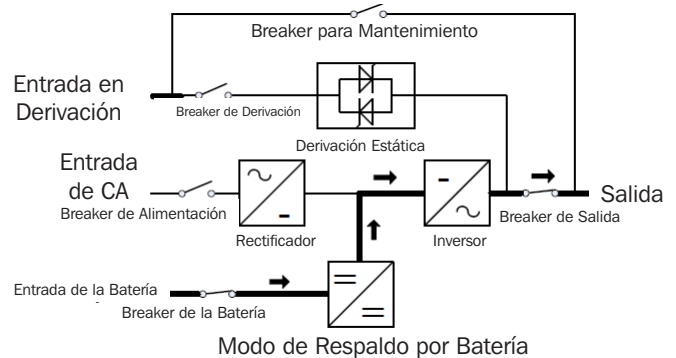 Breaker para Mantenimiento
Entrada en
Derivación
Breaker de Derivación
Derivación Estática
Entrada
de CA
Breaker de Alimentación
Rectificador
Inversor
Breaker de Salida
Salida
Entrada de la Batería
Breaker de la Batería
Modo de Respaldo por Batería